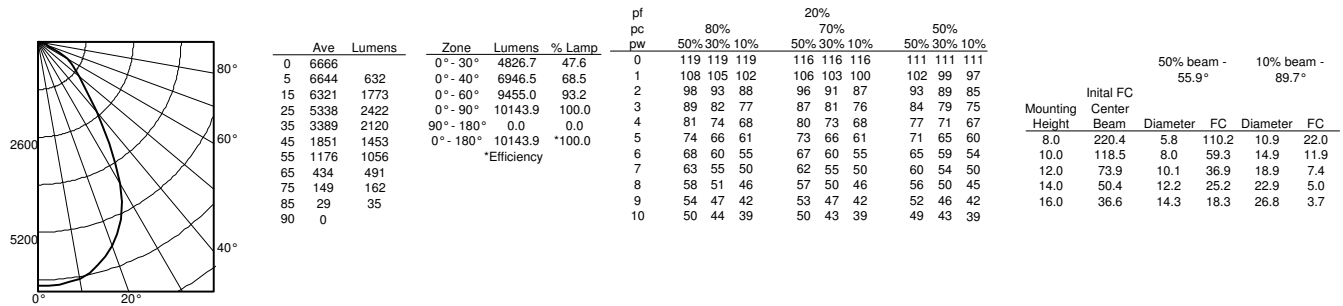 80°
60°
40°
2600
5200
0° 20°
Ave Lumens
0 6666
5 6644 632
15 6321 1773
25 5338 2422
35 3389 2120
45 1851 1453
55 1176 1056
65 434 491
75 149 162
85 29 35
90 0
Zone Lumens % Lamp
0°- 30° 4826.7 47.6
0°- 40° 6946.5 68.5
0°- 60° 9455.0 93.2
0°- 90° 10143.9 100.0
90°- 180° 0.0 0.0
0°- 180° 10143.9 *100.0
*Efficiency
pf 20%
pc 80% 70% 50%
pw 50% 30% 10% 50% 30% 10% 50% 30% 10%
0 119 119 119 116 116 116 111 111 111
1 108 105 102 106 103 100 102 99 97
2 98 93 88 96 91 87 93 89 85
3 89 82 77 87 81 76 84 79 75
4 81 74 68 80 73 68 77 71 67
5 74 66 61 73 66 61 71 65 60
6 68 60 55 67 60 55 65 59 54
7 63 55 50 62 55 50 60 54 50
8 58 51 46 57 50 46 56 50 45
9 54 47 42 53 47 42 52 46 42
10 50 44 39 50 43 39 49 43 39
50% beam - 10% beam -
55.9° 89.7°
Inital FC
Mounting Center
Height Beam Diameter FC Diameter FC
8.0 220.4 5.8 110.2 10.9 22.0
10.0 118.5 8.0 59.3 14.9 11.9
12.0 73.9 10.1 36.9 18.9 7.4
14.0 50.4 12.2 25.2 22.9 5.0
16.0 36.6 14.3 18.3 26.8 3.7